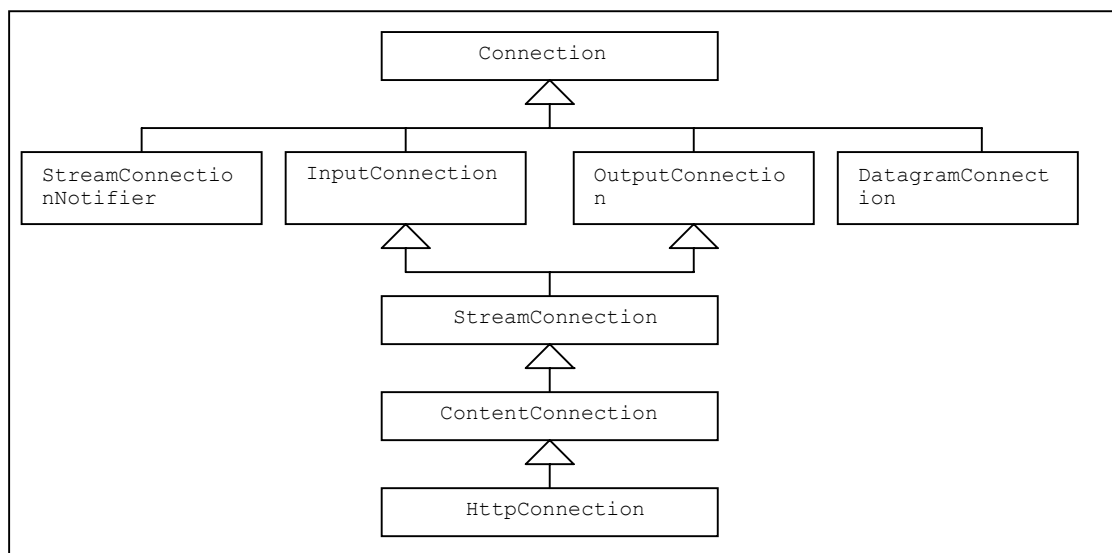 Connection
StreamConnectio
nNotifier
InputConnection
OutputConnectio
n
DatagramConnect
ion
StreamConnection
ContentConnection
HttpConnection